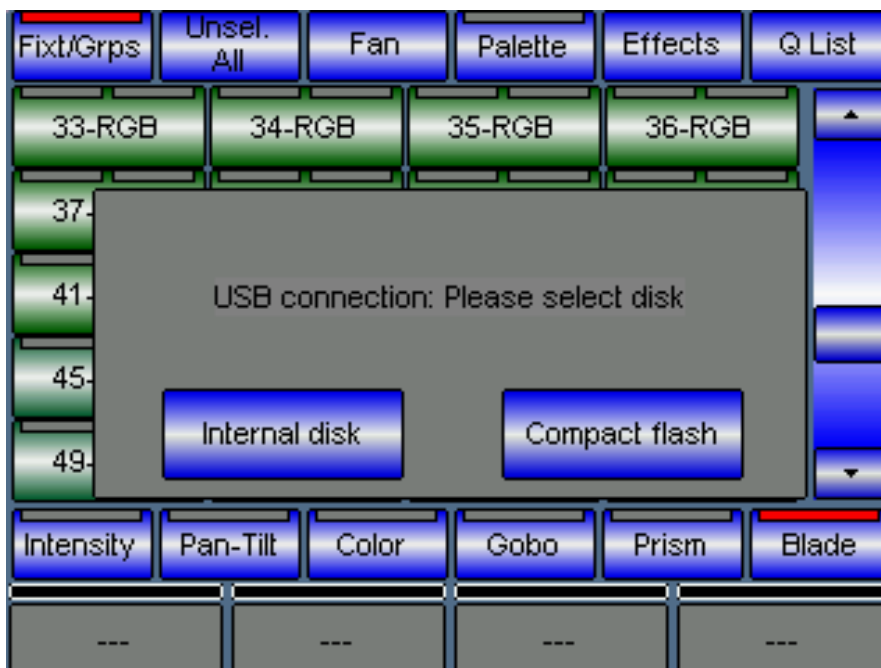 Fixt/Grps Unsel. All Fan Palette Effects Q List
33-RGB 34-RGB 35-RGB 36-RGB
37-
41-
USB connection: Please select disk
45-
Internal disk Compact flash
49-
Intensity Pan-Tilt Color Gobo Prism Blade
--- --- --- ---